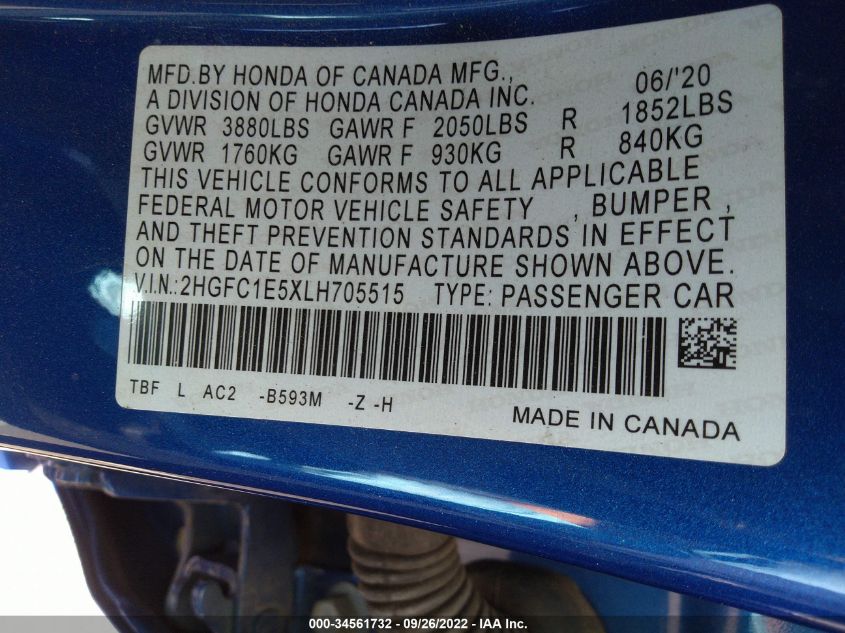 MFD.BY HONDA OF CANADA MFG., 06/'20
A DIVISION OF HONDA CANADA INC.
GVWR 3880LBS GAWR F 2050LBS R 1852LBS
GVWR 1760KG GAWR F 930KG R 840KG
THIS VEHICLE CONFORMS TO ALL APPLICABLE
FEDERAL MOTOR VEHICLE SAFETY , BUMPER ,
AND THEFT PREVENTION STANDARDS IN EFFECT
ON THE DATE OF MANUFACTURE SHOWN ABOVE.
V.I.N.:2HGFC1E5XLH705515 TYPE: PASSENGER CAR
TBF L AC2 -B593M -Z -H
MADE IN CANADA
000-34561732 - 09/26/2022 - IAA Inc.